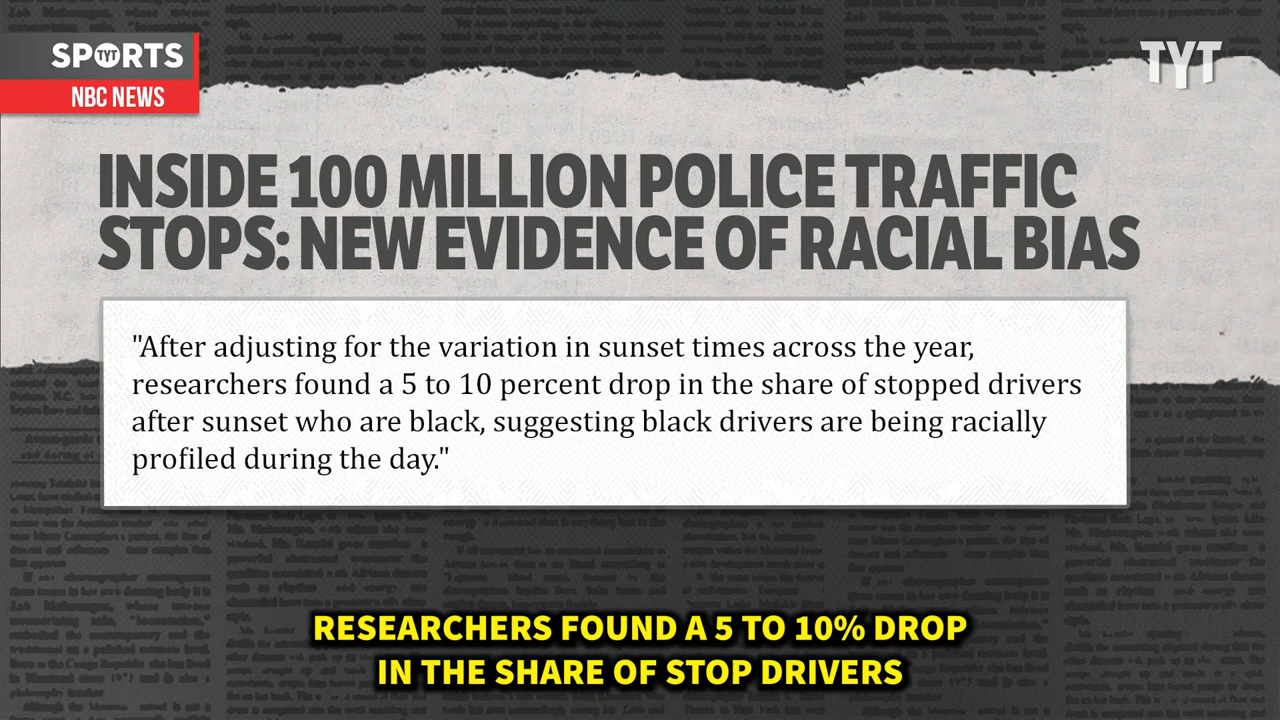 SPORTS
TYT
NBC NEWS
TYT
INSIDE 100 MILLION POLICE TRAFFIC
STOPS: NEW EVIDENCE OF RACIAL BIAS
"After adjusting for the variation in sunset times across the year,
researchers found a 5 to 10 percent drop in the share of stopped drivers
after sunset who are black, suggesting black drivers are being racially
profiled during the day."
RESEARCHERS FOUND A 5 TO 10% DROP
IN THE SHARE OF STOP DRIVERS